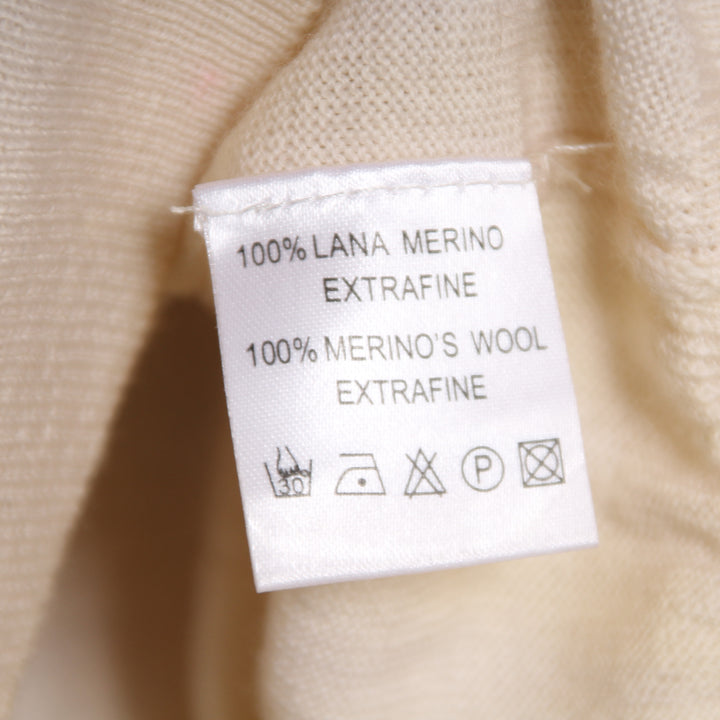 100% LANA MERINO
EXTRAFINE
100% MERINO'S WOOL
EXTRAFINE
30 P